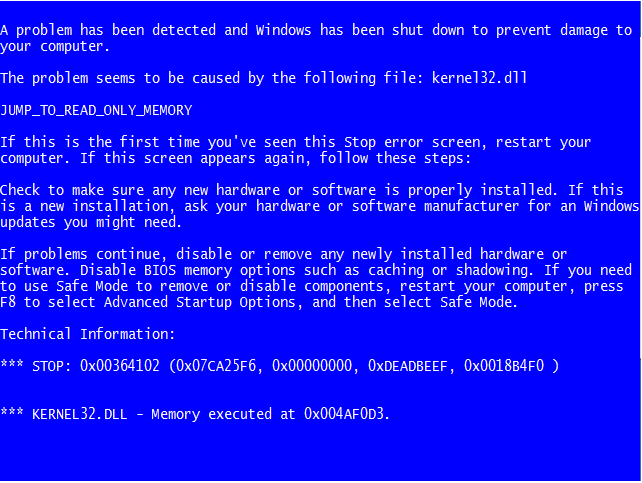 A problem has been detected and Windows has been shut down to prevent damage to
your computer.
The problem seems to be caused by the following file: kernel32.dll
JUMP_TO_READ_ONLY_MEMORY
If this is the first time you've seen this Stop error screen, restart your
computer. If this screen appears again, follow these steps:
Check to make sure any new hardware or software is properly installed. If this
is a new installation, ask your hardware or software manufacturer for an Windows
updates you might need.
If problems continue, disable or remove any newly installed hardware or
software. Disable BIOS memory options such as caching or shadowing. If you need
to use Safe Mode to remove or disable components, restart your computer, press
F8 to select Advanced Startup Options, and then select Safe Mode.
Technical Information:
*** STOP: 0x00364102 (0x07CA25F6, 0x00000000, 0xDEADBEEF, 0x0018B4F0 )
*** KERNEL32.DLL - Memory executed at 0x004AF0D3.